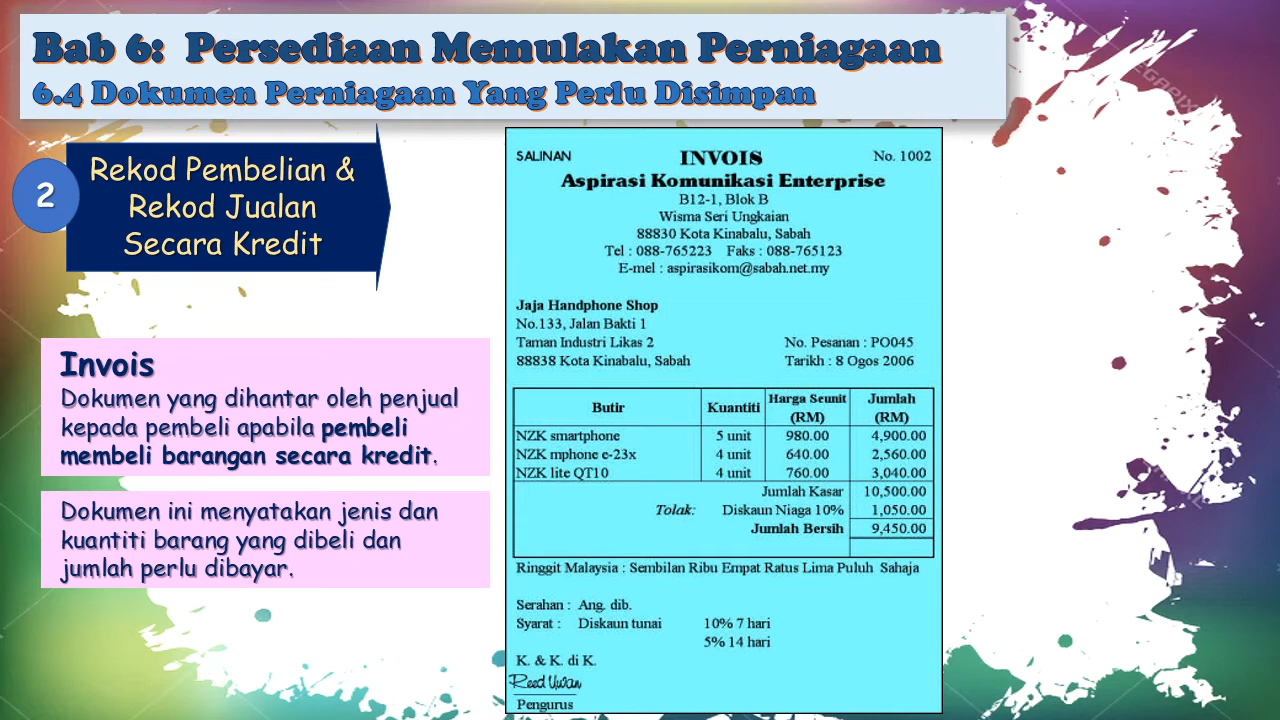 Bab 6: Persediaan Memulakan Perniagaan
6.4 Dokumen Perniagaan Yang Perlu Disimpan
2
Rekod Pembelian &
Rekod Jualan
Secara Kredit
Invois
Dokumen yang dihantar oleh penjual
kepada pembeli apabila pembeli
membeli barangan secara kredit.
Dokumen ini menyatakan jenis dan
kuantiti barang yang dibeli dan
jumlah perlu dibayar.
SALINAN INVOIS No. 1002
Aspirasi Komunikasi Enterprise
B12-1, Blok B
Wisma Seri Ungkaian
88830 Kota Kinabalu, Sabah
Tel : 088-765223 Faks : 088-765123
E-mel : aspirasikom@sabah.net.my
Jaja Handphone Shop
No.133, Jalan Bakti 1
Taman Industri Likas 2 No. Pesanan : PO045
88838 Kota Kinabalu, Sabah Tarikh : 8 Ogos 2006
Butir Kuantiti Harga Seunit (RM) Jumlah (RM)
NZK smartphone 5 unit 980.00 4,900.00
NZK mphone e-23x 4 unit 640.00 2,560.00
NZK lite QT10 4 unit 760.00 3,040.00
Jumlah Kasar 10,500.00
Tolak: Diskaun Niaga 10% 1,050.00
Jumlah Bersih 9,450.00
Ringgit Malaysia : Sembilan Ribu Empat Ratus Lima Puluh Sahaja
Serahan : Ang. dib.
Syarat : Diskaun tunai 10% 7 hari
5% 14 hari
K. & K. di K.
Pengurus